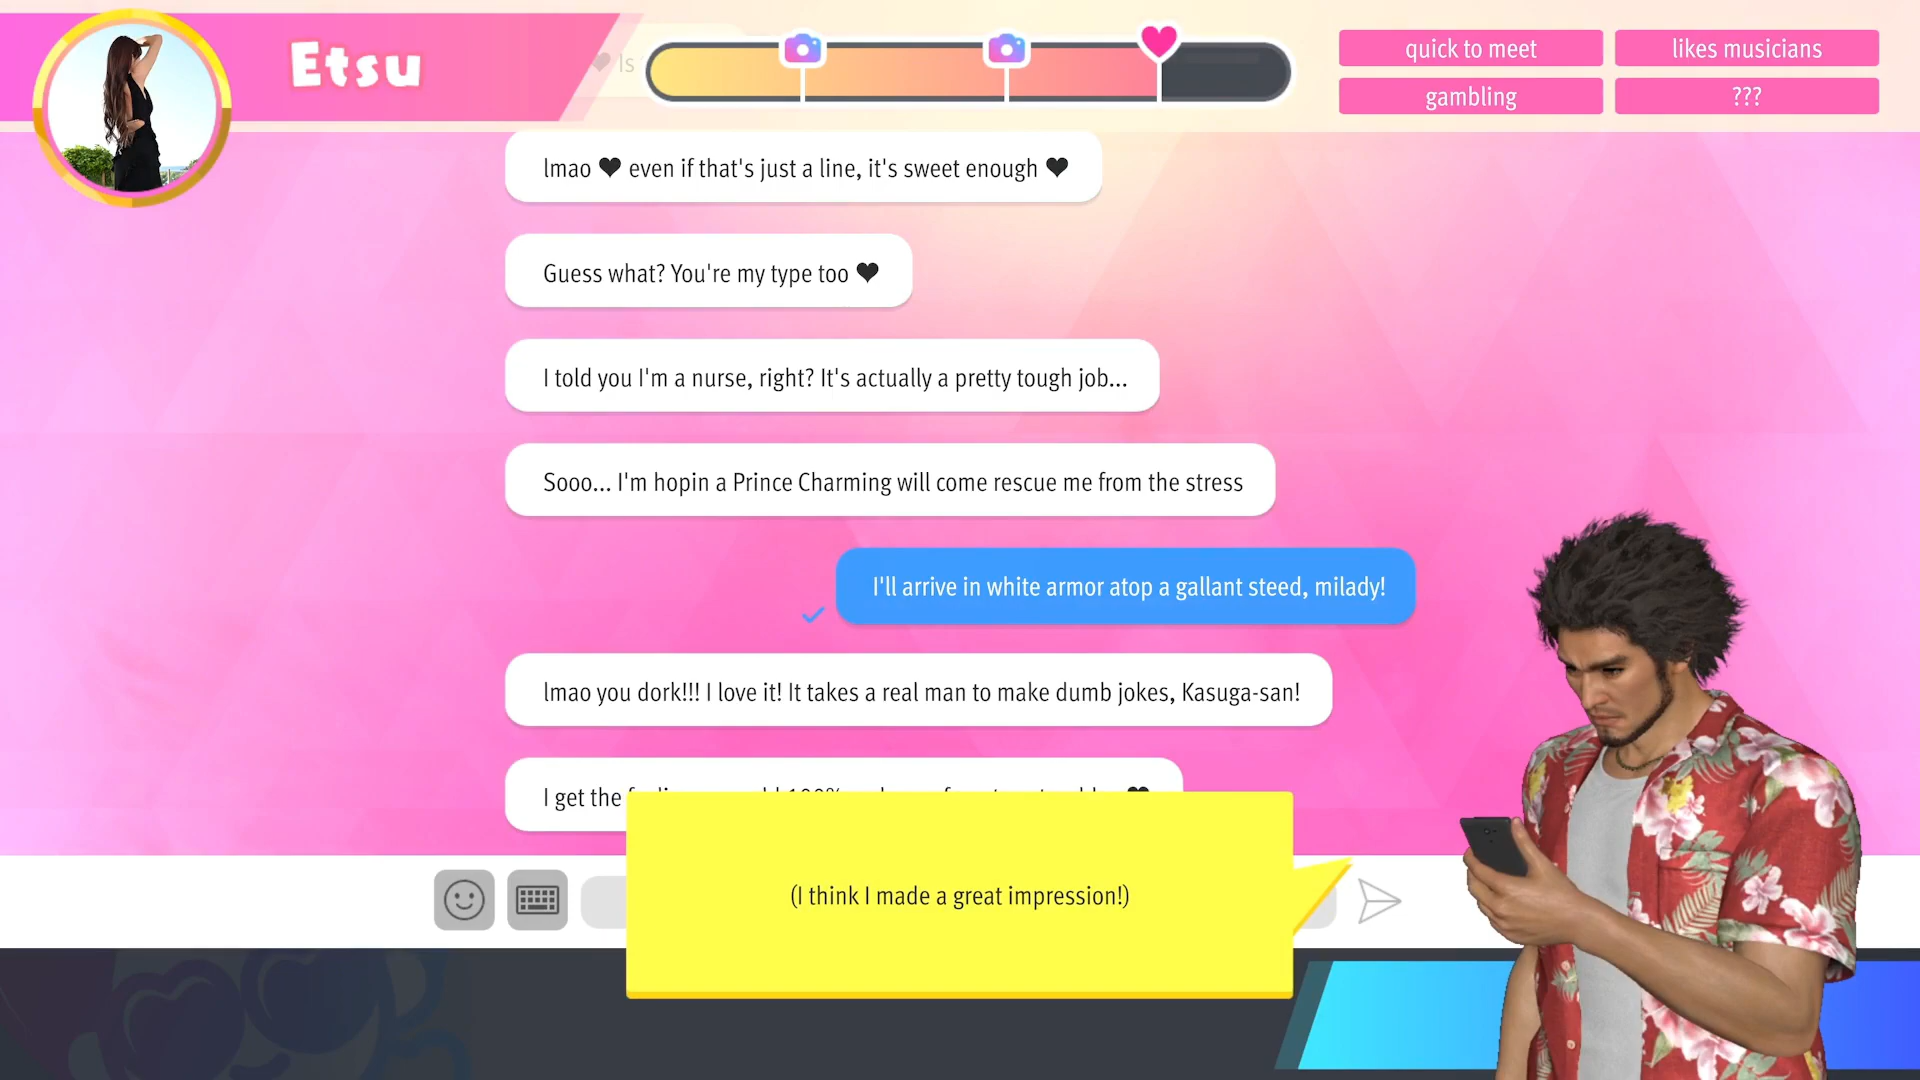 Etsu
Is
quick to meet
likes musicians
gambling
???
lmao ♥ even if that's just a line, it's sweet enough ♥
Guess what? You're my type too ♥
I told you I'm a nurse, right? It's actually a pretty tough job...
Sooo... I'm hopin a Prince Charming will come rescue me from the stress
I'll arrive in white armor atop a gallant steed, milady!
lmao you dork!!! I love it! It takes a real man to make dumb jokes, Kasuga-san!
I get the
(I think I made a great impression!)